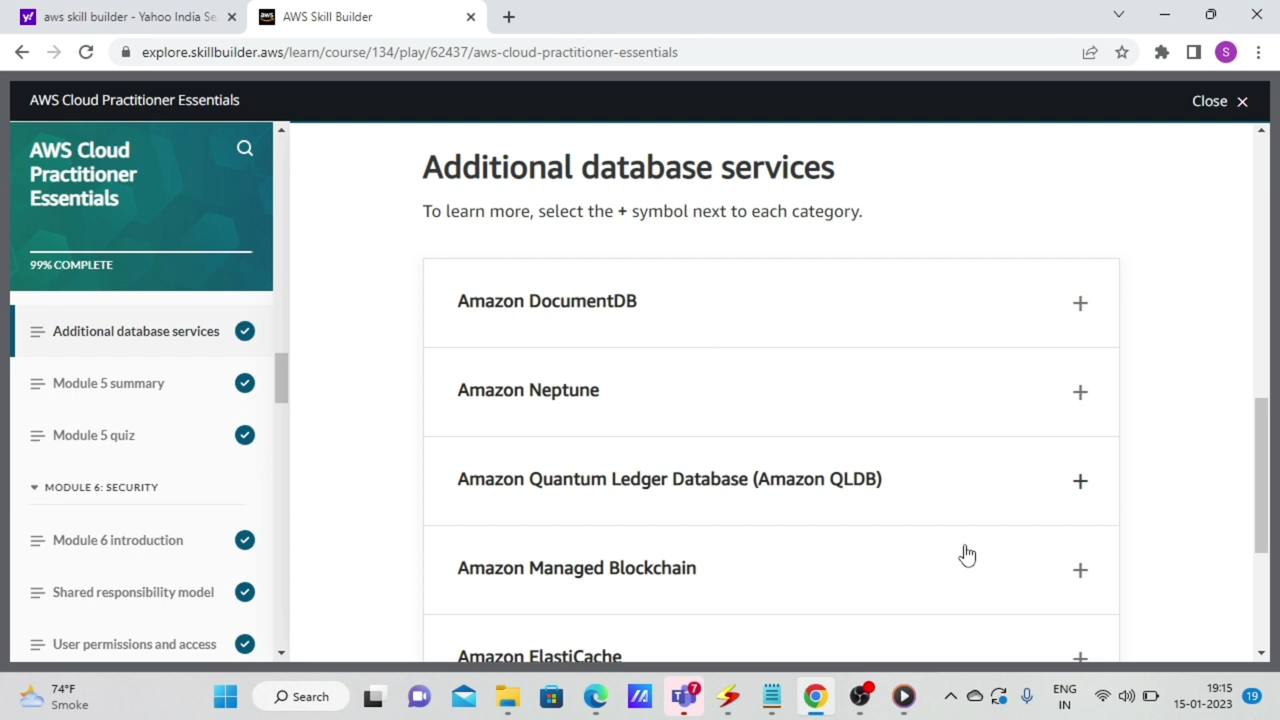 aws skill builder - Yahoo India Se
AWS Skill Builder
explore.skillbuilder.aws/learn/course/134/play/62437/aws-cloud-practitioner-essentials
S
AWS Cloud Practitioner Essentials
Close
AWS Cloud
Practitioner
Essentials
99% COMPLETE
Additional database services
Module 5 summary
Module 5 quiz
MODULE 6: SECURITY
Module 6 introduction
Shared responsibility model
User permissions and access
Additional database services
To learn more, select the + symbol next to each category.
Amazon DocumentDB
Amazon Neptune
Amazon Quantum Ledger Database (Amazon QLDB)
Amazon Managed Blockchain
Amazon ElastiCache
74°F
Smoke
Search
7
ENG
IN
19:15
15-01-2023
19